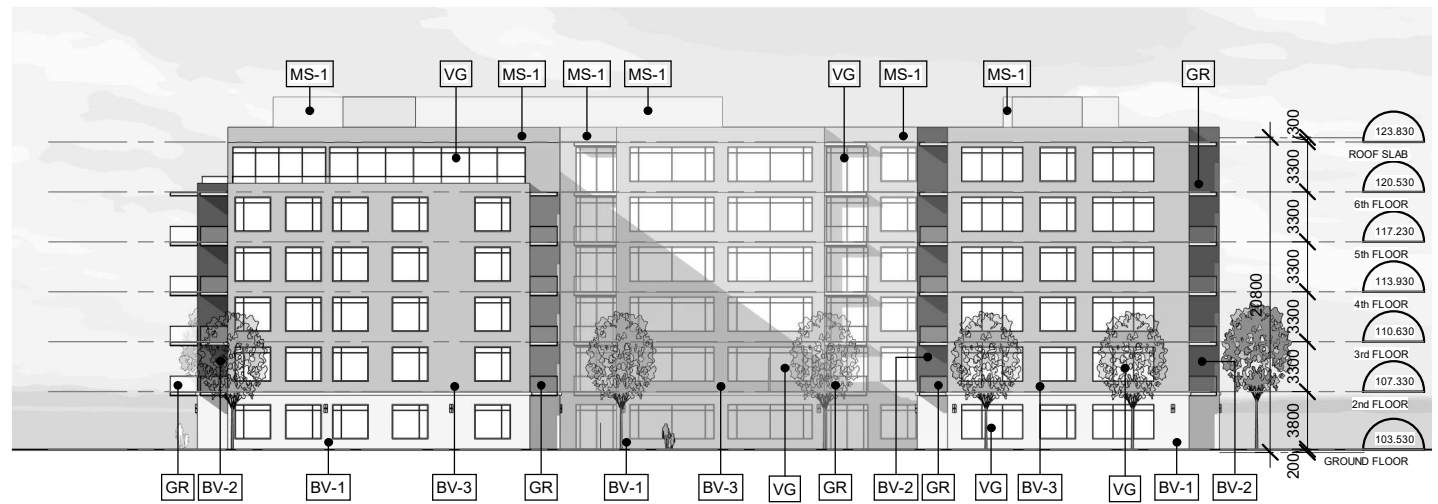 MS-1 VG MS-1 MS-1 MS-1 VG MS-1 MS-1 GR
1300
123.830
ROOF SLAB
3300
120.530
6th FLOOR
3300
117.230
5th FLOOR
3300
113.930
4th FLOOR
20800
3300
110.630
3rd FLOOR
3300
107.330
2nd FLOOR
3800
103.530
GROUND FLOOR
200
GR BV-2 BV-1 BV-3 GR BV-1 BV-3 VG GR BV-2 GR VG BV-3 VG BV-1 BV-2